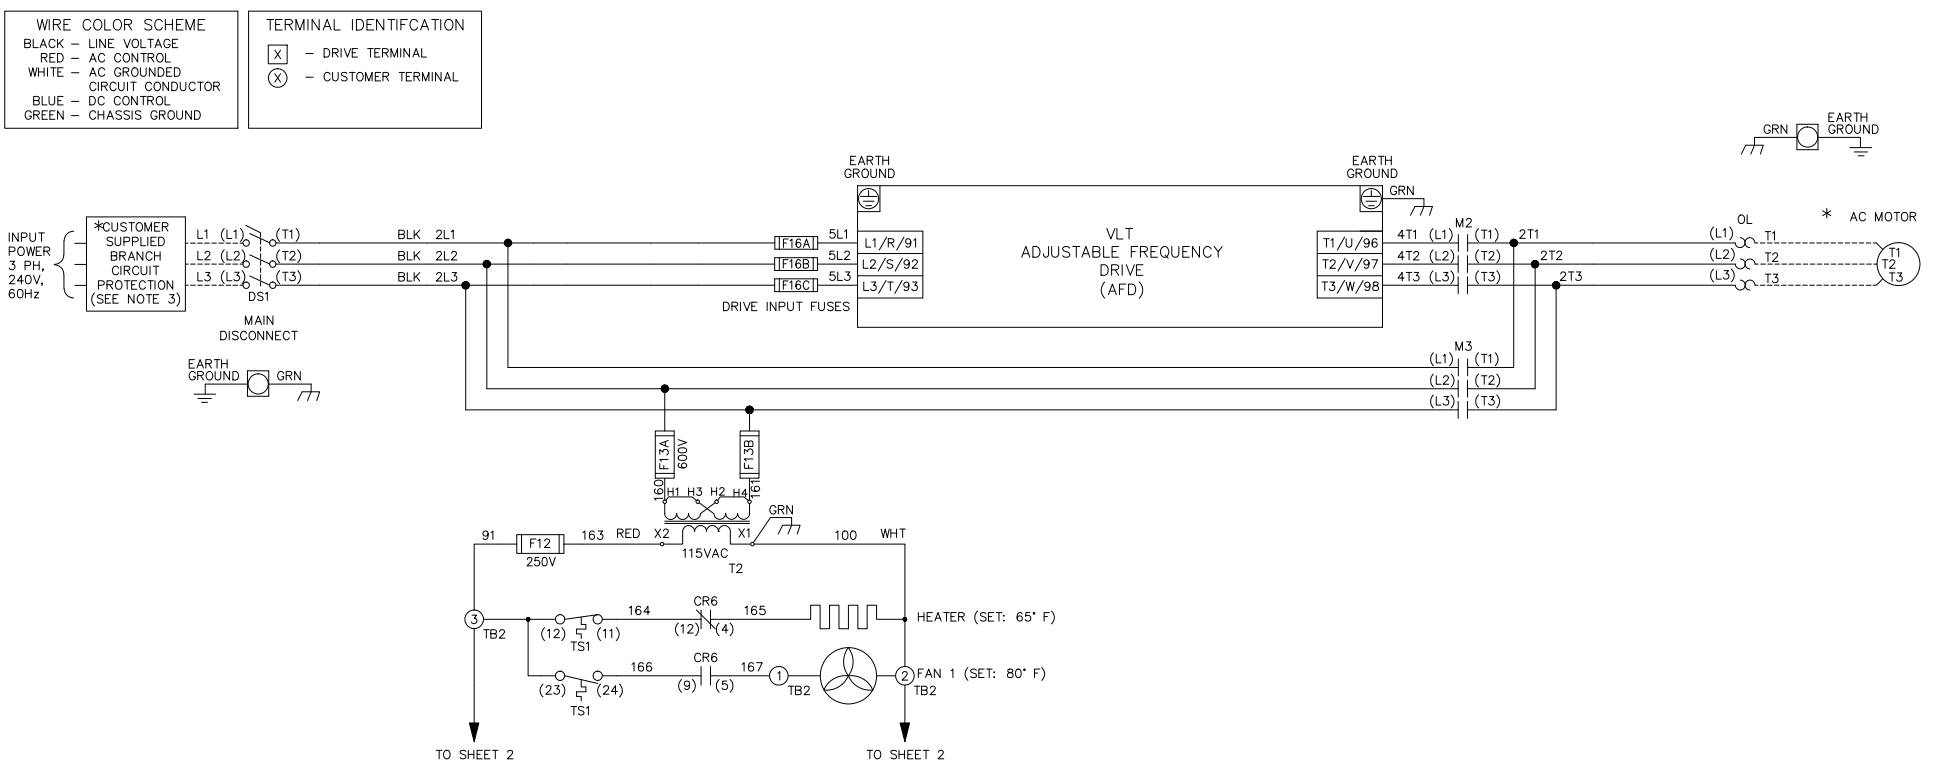 WIRE COLOR SCHEME
BLACK – LINE VOLTAGE
RED – AC CONTROL
WHITE – AC GROUNDED
CIRCUIT CONDUCTOR
BLUE – DC CONTROL
GREEN – CHASSIS GROUND
TERMINAL IDENTIFCATION
X – DRIVE TERMINAL
X – CUSTOMER TERMINAL
INPUT
POWER
3 PH,
240V,
60Hz
*CUSTOMER
SUPPLIED
BRANCH
CIRCUIT
PROTECTION
(SEE NOTE 3)
L1 (L1) (T1)
L2 (L2) (T2)
L3 (L3) (T3)
DS1
MAIN
DISCONNECT
EARTH
GROUND
GRN
BLK 2L1
BLK 2L2
BLK 2L3
F16A 5L1
F16B 5L2
F16C 5L3
DRIVE INPUT FUSES
EARTH
GROUND
L1/R/91
L2/S/92
L3/T/93
VLT
ADJUSTABLE FREQUENCY
DRIVE
(AFD)
EARTH
GROUND
GRN
T1/U/96
T2/V/97
T3/W/98
M2
4T1 (L1) (T1) 2T1
4T2 (L2) (T2) 2T2
4T3 (L3) (T3) 2T3
M3
(L1) (T1)
(L2) (T2)
(L3) (T3)
GRN
EARTH
GROUND
OL
(L1) T1
(L2) T2
(L3) T3
* AC MOTOR
T1
T2
T3
F13A
600V
F13B
160
161
H1 H3 H2 H4
GRN
91
F12
250V
163 RED X2
X1
115VAC
T2
100 WHT
3
TB2
(12) (11)
TS1
164
CR6
(12) (4)
165
HEATER (SET: 65° F)
(23) (24)
TS1
166
CR6
(9) (5)
167
1
TB2
2
TB2
FAN 1 (SET: 80° F)
TO SHEET 2
TO SHEET 2